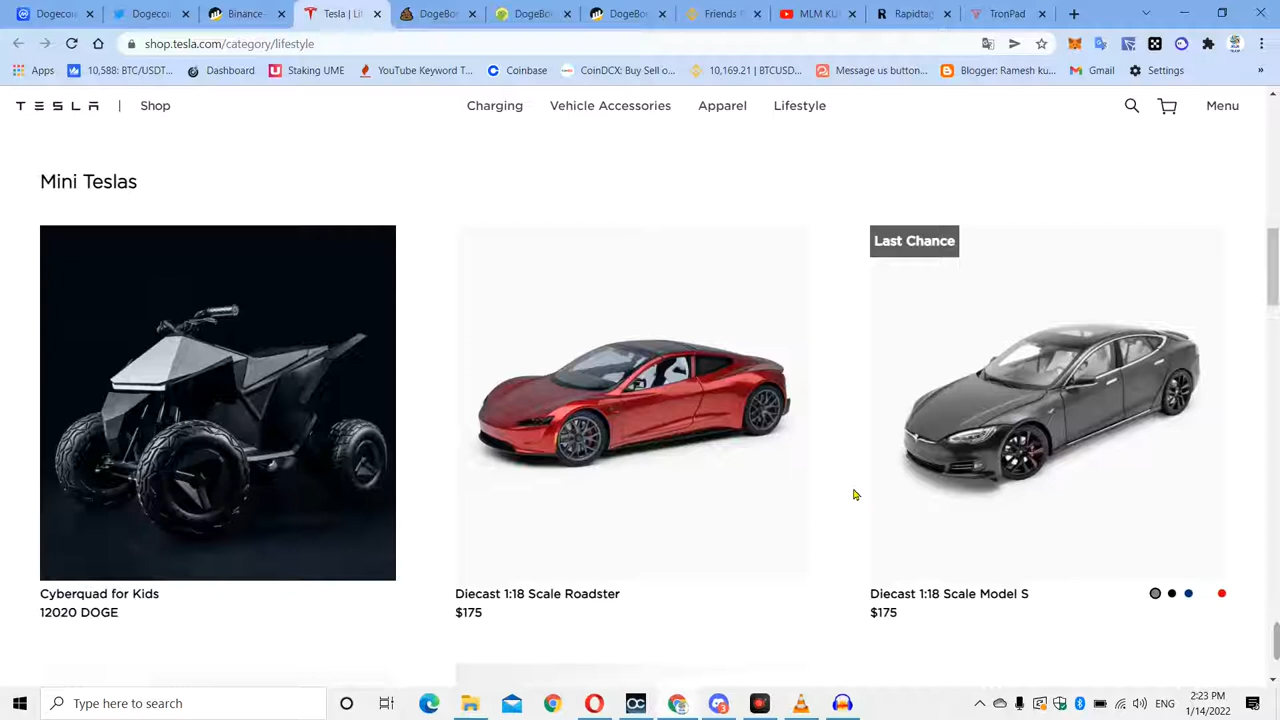 Dogecoin
Dogecoin
Binance
Tesla | Lif
DogeBo
DogeBo
DogeBo
Friends
MLM KU
Rapidtag
TronPad
shop.tesla.com/category/lifestyle
Apps
10,588: BTC/USDT...
Dashboard
Staking UME
YouTube Keyword T...
Coinbase
CoinDCX: Buy Sell o...
10,169.21 | BTCUSD...
Message us button...
Blogger: Ramesh ku...
Gmail
Settings
TESLA | Shop
Charging
Vehicle Accessories
Apparel
Lifestyle
Menu
Mini Teslas
Last Chance
Cyberquad for Kids
12020 DOGE
Diecast 1:18 Scale Roadster
$175
Diecast 1:18 Scale Model S
$175
Type here to search
ENG
2:23 PM
1/14/2022